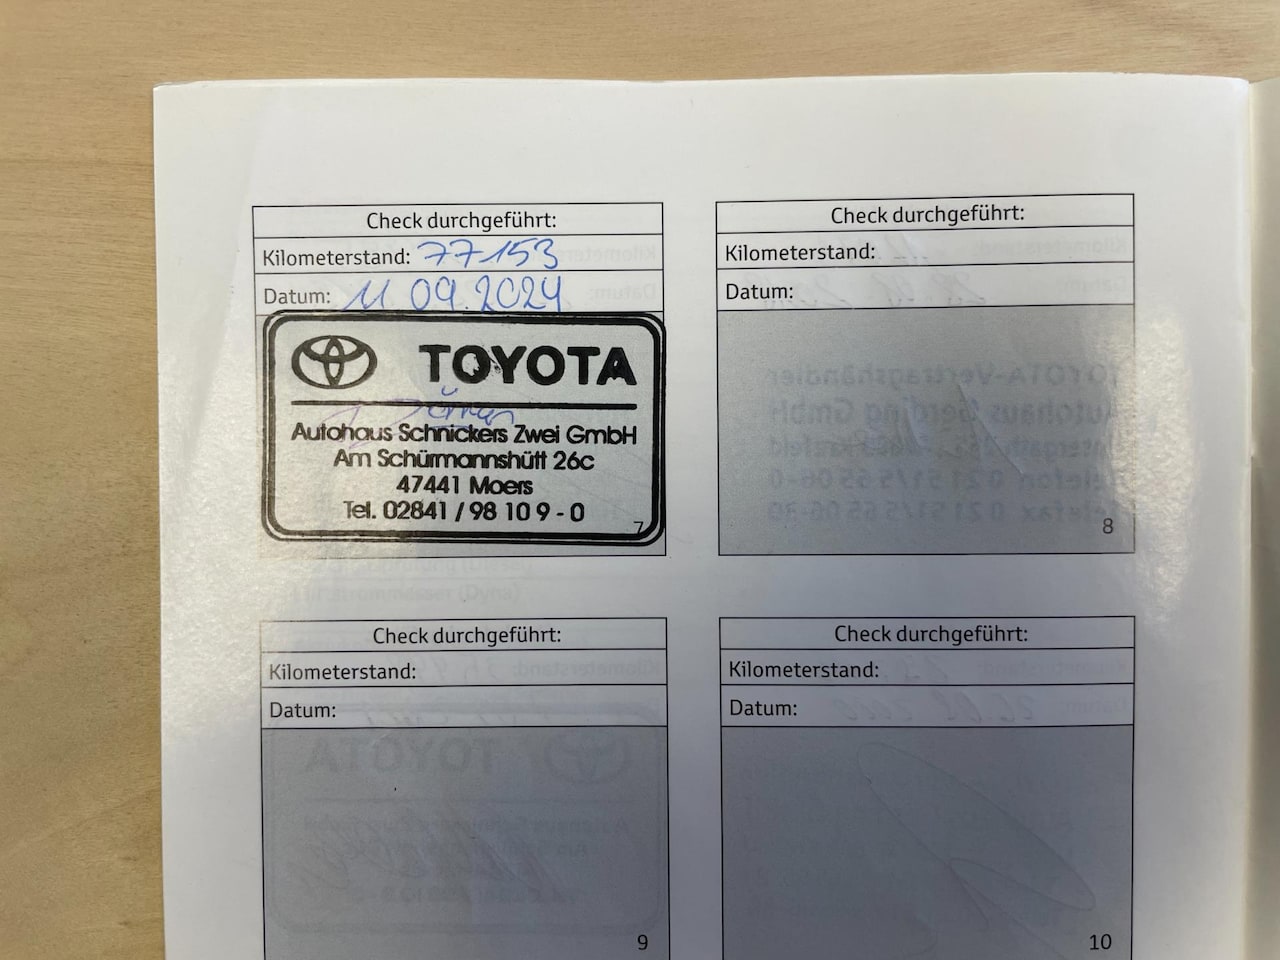 Check durchgeführt:
Kilometerstand: 77 153
Datum: 11 09.2024
TOYOTA
Autohaus Schnickers Zwei GmbH
Am Schürmannshütt 26c
47441 Moers
Tel. 02841 / 98 10 9 - 0
7
Check durchgeführt:
Kilometerstand:
Datum:
8
Check durchgeführt:
Kilometerstand:
Datum:
9
Check durchgeführt:
Kilometerstand:
Datum:
10